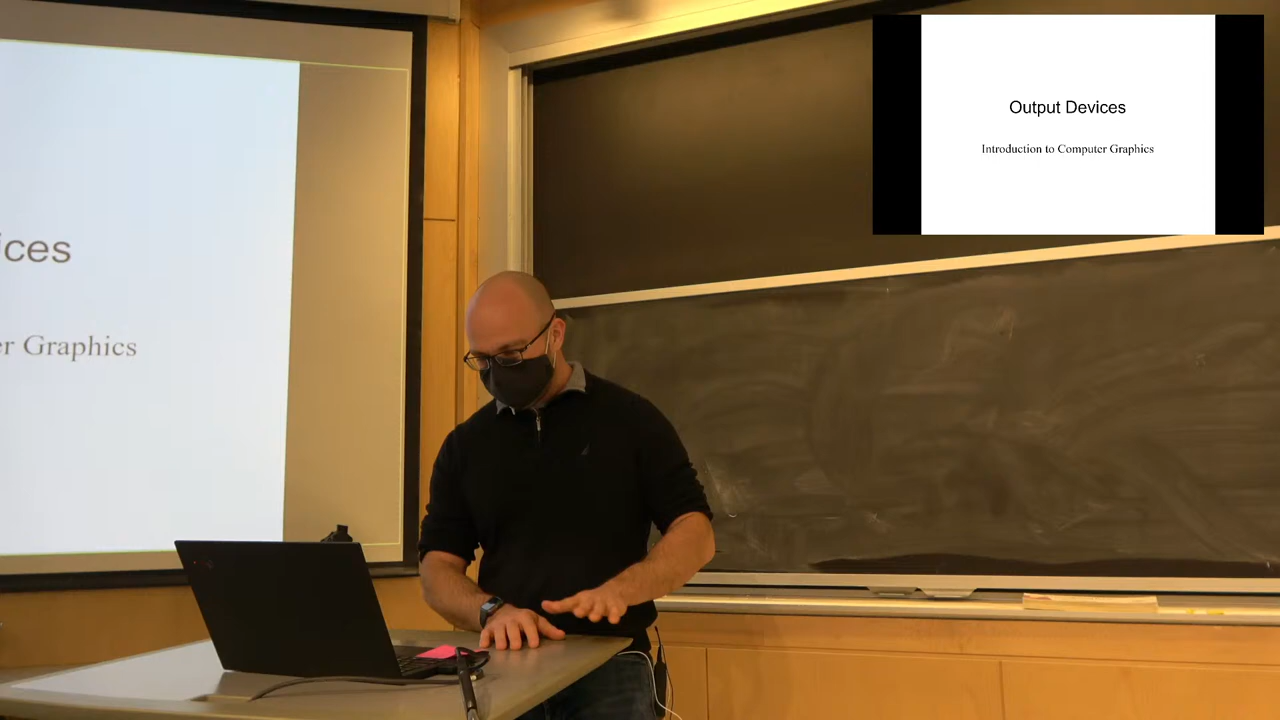 ices
er Graphics
Output Devices
Introduction to Computer Graphics